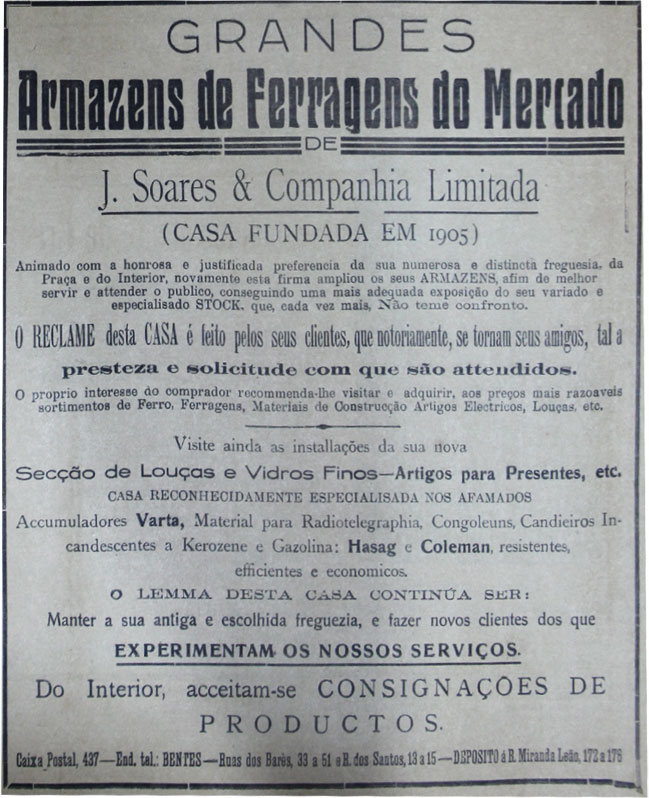 GRANDES
Armazens de Ferragens do Mercado
DE
J. Soares & Companhia Limitada
(CASA FUNDADA EM 1905)
Animado com a honrosa e justificada preferencia da sua numerosa e distincta freguesia, da
Praça e do Interior, novamente esta firma ampliou os seus ARMAZENS, afim de melhor
servir e attender o publico, conseguindo uma mais adequada exposição do seu variado e
especialisado STOCK, que, cada vez mais, Não teme confronto.
O RECLAME desta CASA é feito pelos seus clientes, que notoriamente, se tornam seus amigos, tal a
presteza e solicitude com que são attendidos.
O proprio interesse do comprador recommenda-lhe visitar e adquirir, aos preços mais razoaveis
sortimentos de Ferro, Ferragens, Materiais de Construcção Artigos Electricos, Louças, etc.
Visite ainda as installações da sua nova
Secção de Louças e Vidros Finos—Artigos para Presentes, etc.
CASA RECONHECIDAMENTE ESPECIALISADA NOS AFAMADOS
Accumuladores Varta, Material para Radiotelegraphia, Congoleuns, Candieiros In-
candescentes a Kerozene e Gazolina: Hasag e Coleman, resistentes,
efficientes e economicos.
O LEMMA DESTA CASA CONTINÚA SER:
Manter a sua antiga e escolhida freguezia, e fazer novos clientes dos que
EXPERIMENTAM OS NOSSOS SERVIÇOS.
Do Interior, acceitam-se CONSIGNAÇÕES DE
PRODUCTOS.
Caixa Postal, 437—End. tel.: BENTES—Ruas dos Barés, 33 a 51 e R. dos Santos, 13 a 15—DEPOSITO á R. Miranda Leão, 172 a 176